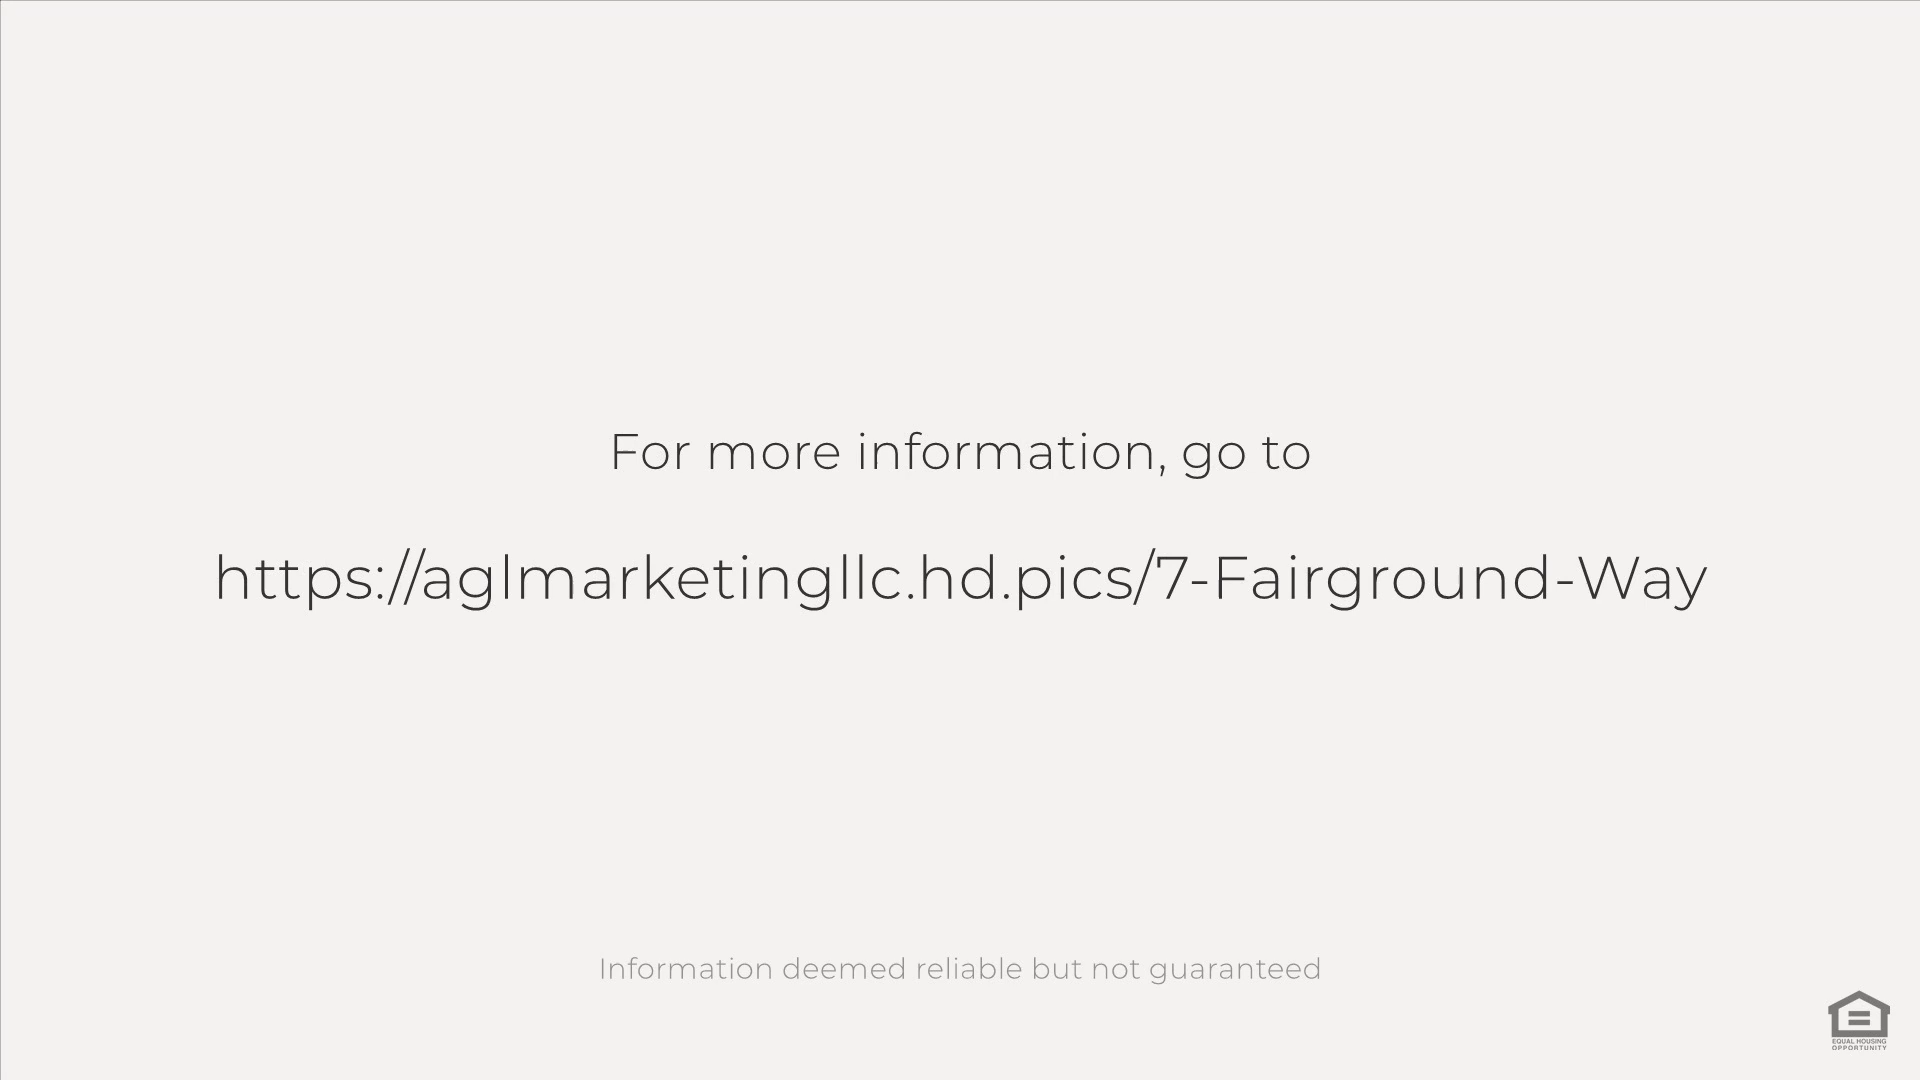 For more information, go to
https://aglmarketingllc.hd.pics/7-Fairground-Way
Information deemed reliable but not guaranteed
EQUAL HOUSING
OPPORTUNITY